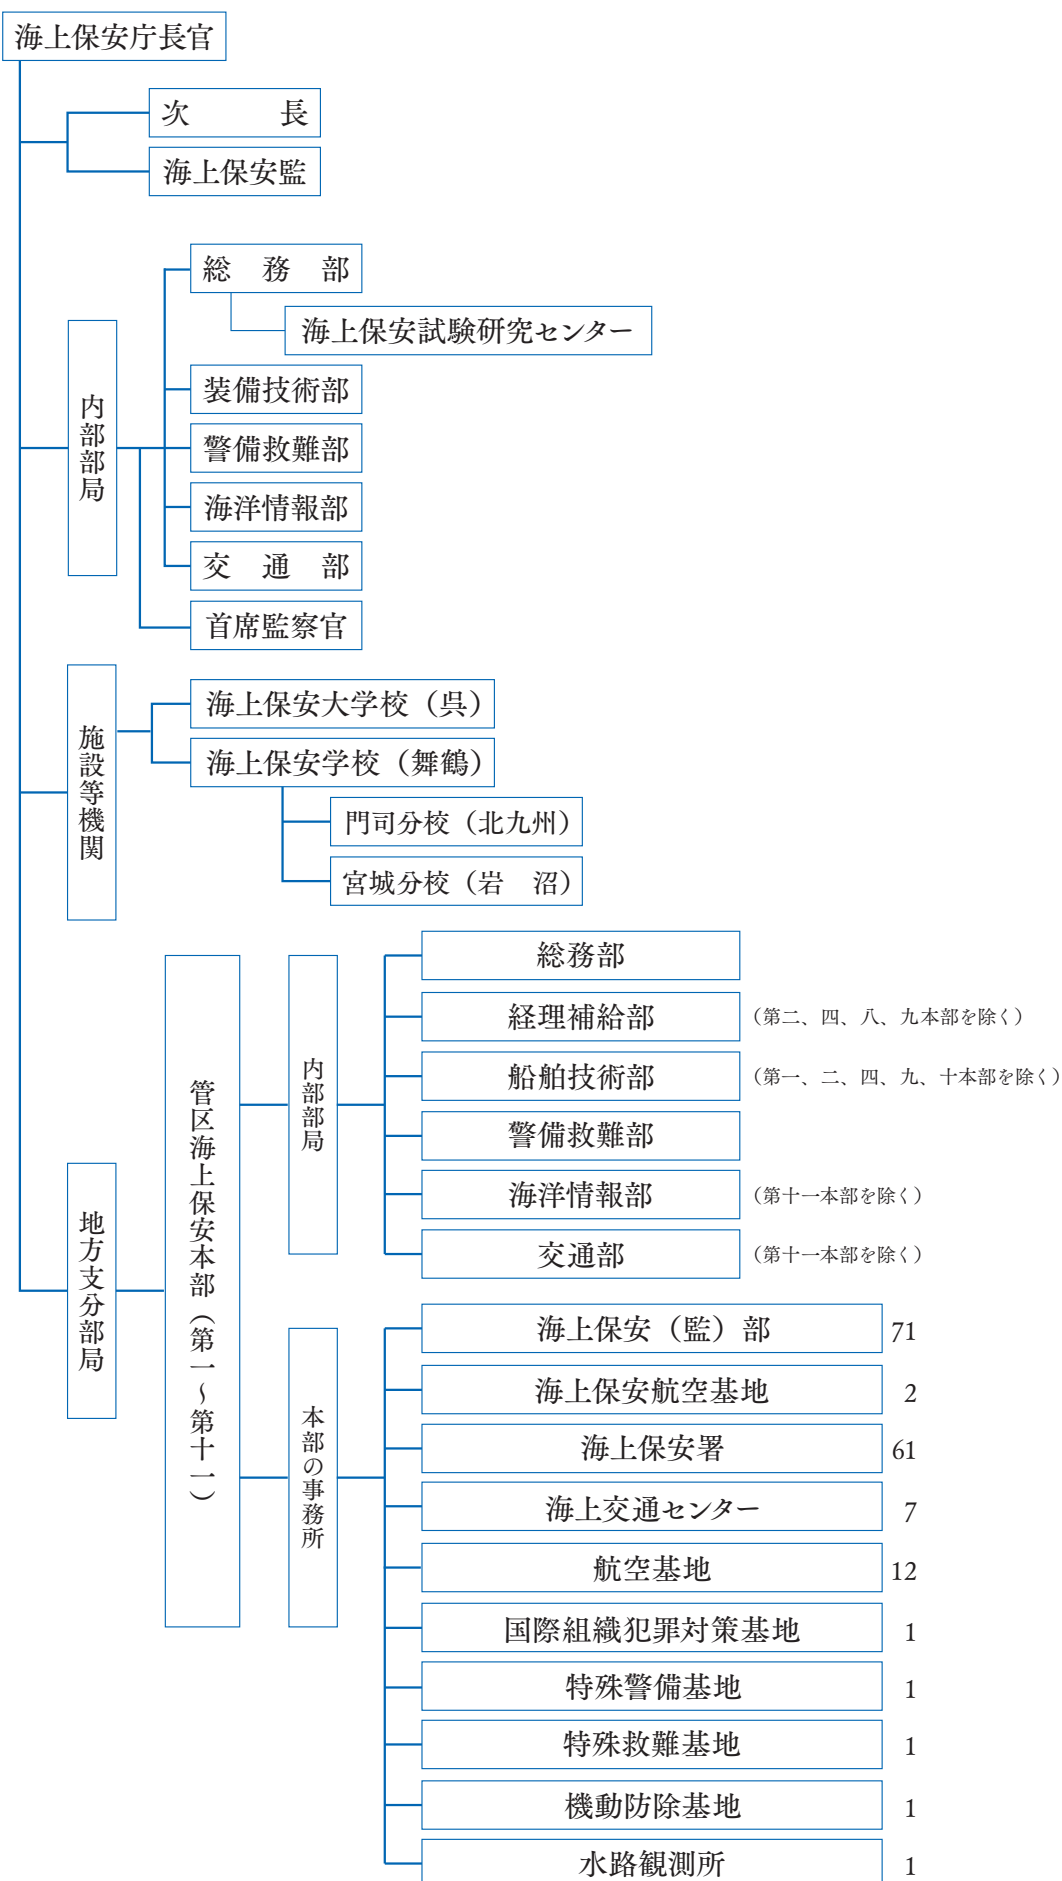 海上保安庁長官
次　　　長
海上保安監
内部部局
総　務　部
海上保安試験研究センター
装備技術部
警備救難部
海洋情報部
交　通　部
首席監察官
施設等機関
海上保安大学校（呉）
海上保安学校（舞鶴）
門司分校（北九州）
宮城分校（岩　沼）
地方支分部局
管区海上保安本部（第一〜第十一）
内部部局
総務部
経理補給部 （第二、四、八、九本部を除く）
船舶技術部 （第一、二、四、九、十本部を除く）
警備救難部
海洋情報部 （第十一本部を除く）
交通部 （第十一本部を除く）
本部の事務所
海上保安（監）部 71
海上保安航空基地 2
海上保安署 61
海上交通センター 7
航空基地 12
国際組織犯罪対策基地 1
特殊警備基地 1
特殊救難基地 1
機動防除基地 1
水路観測所 1